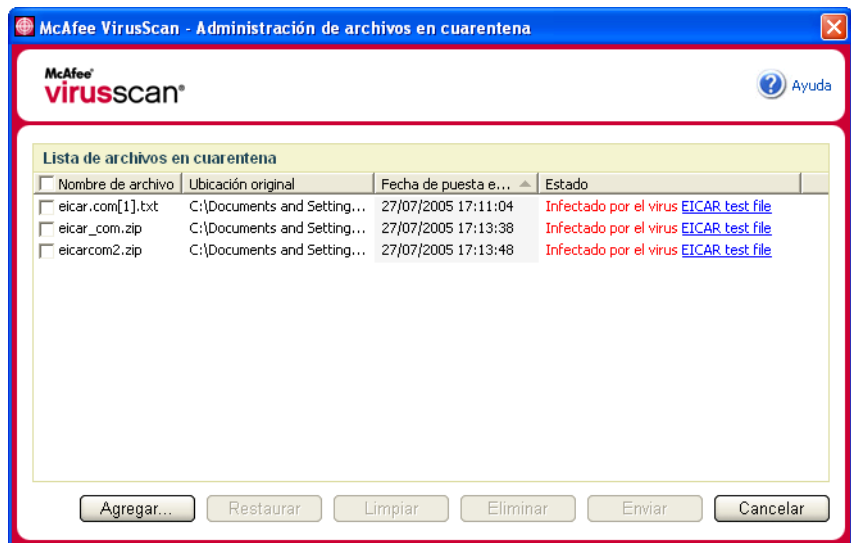 McAfee VirusScan - Administración de archivos en cuarentena
McAfee®
virusscan®
Ayuda
Lista de archivos en cuarentena
Nombre de archivo Ubicación original Fecha de puesta e... Estado
eicar.com[1].txt C:\Documents and Setting... 27/07/2005 17:11:04 Infectado por el virus EICAR test file
eicar_com.zip C:\Documents and Setting... 27/07/2005 17:13:38 Infectado por el virus EICAR test file
eicarcom2.zip C:\Documents and Setting... 27/07/2005 17:13:48 Infectado por el virus EICAR test file
Agregar... Restaurar Limpiar Eliminar Enviar Cancelar